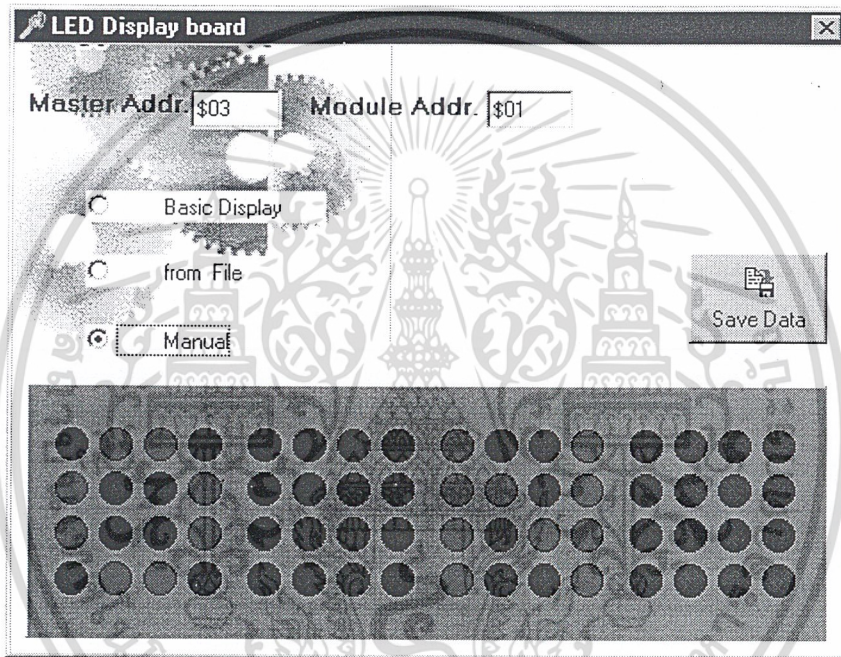 LED Display board
Master Addr. $03 Module Addr. $01
Basic Display
from File
Manual
Save Data